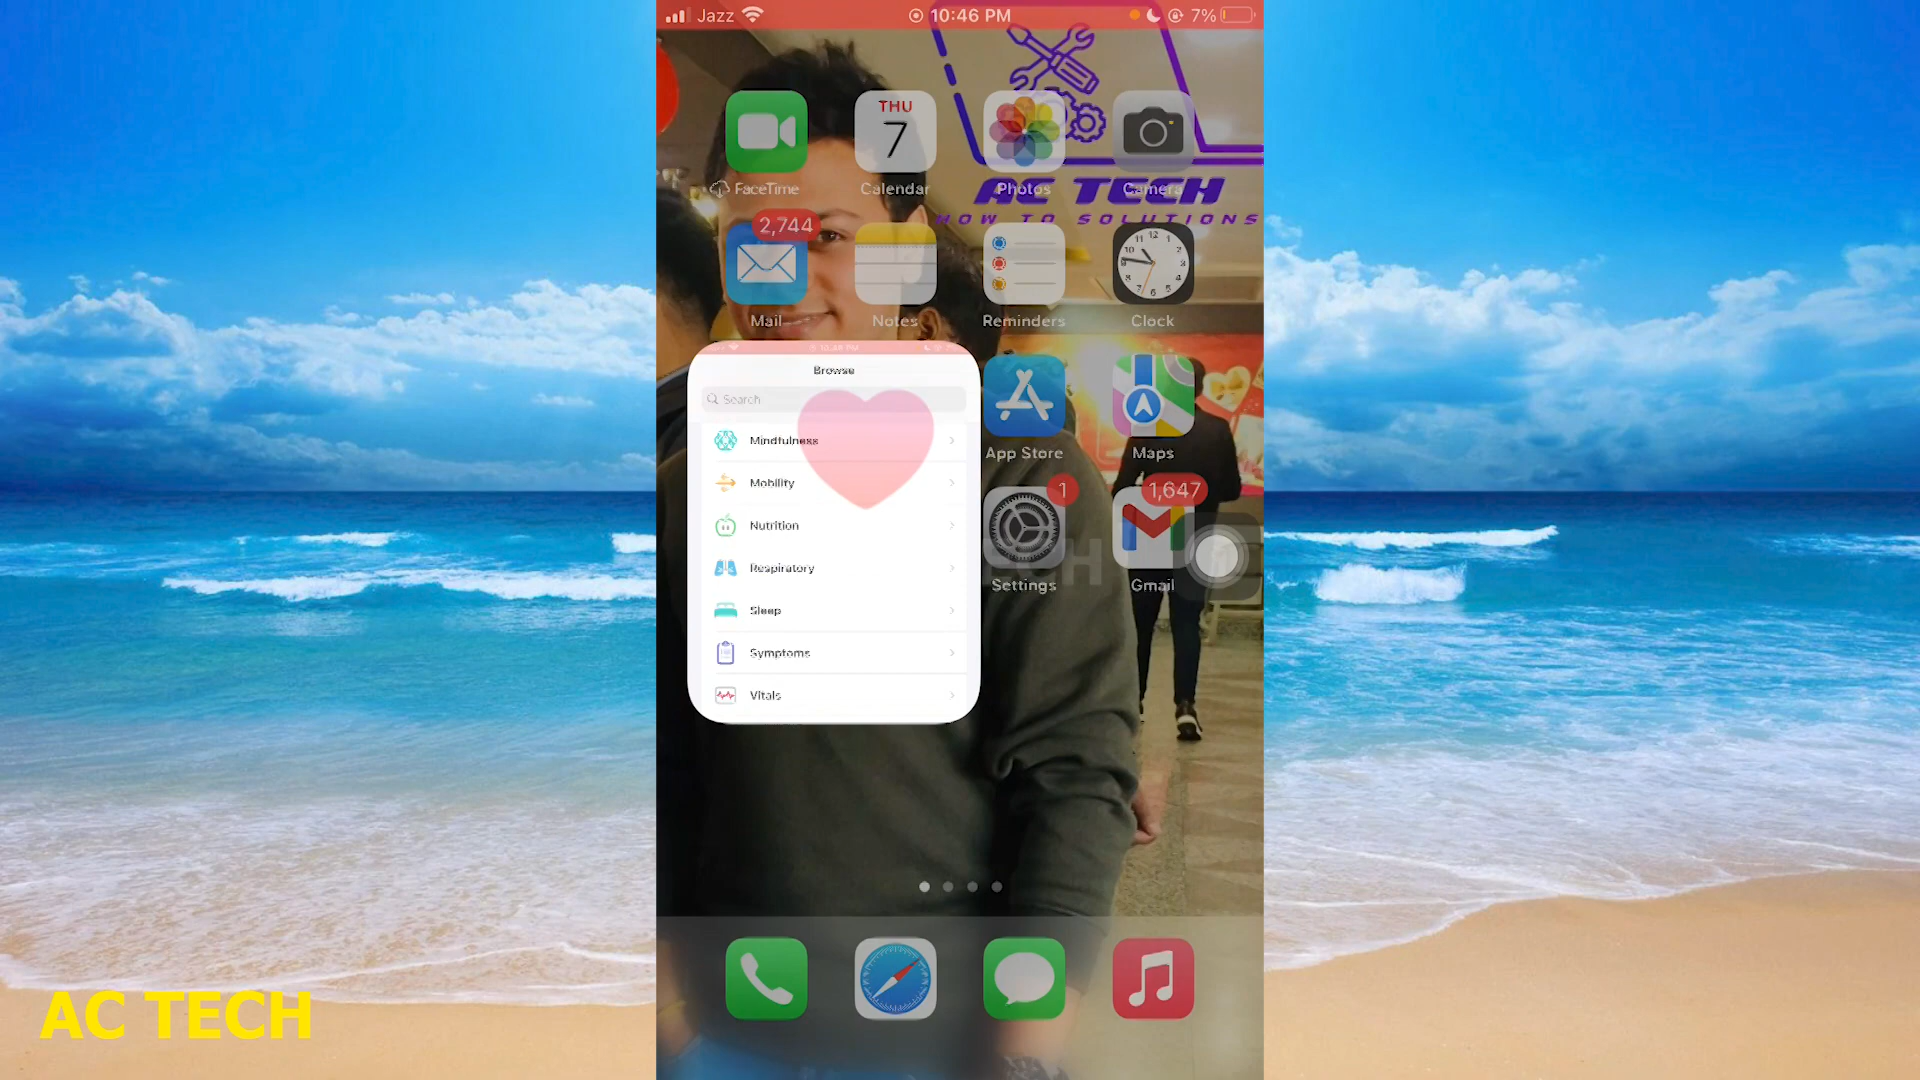 Jazz
10:46 PM
7%
THU
7
AC TECH
HOW TO SOLUTIONS
FaceTime
Calendar
Photos
Camera
2,744
Mail
Notes
Reminders
Clock
Browse
Search
Mindfulness
Mobility
Nutrition
Respiratory
Sleep
Symptoms
Vitals
App Store
Maps
1
1,647
Settings
Gmail
AC TECH